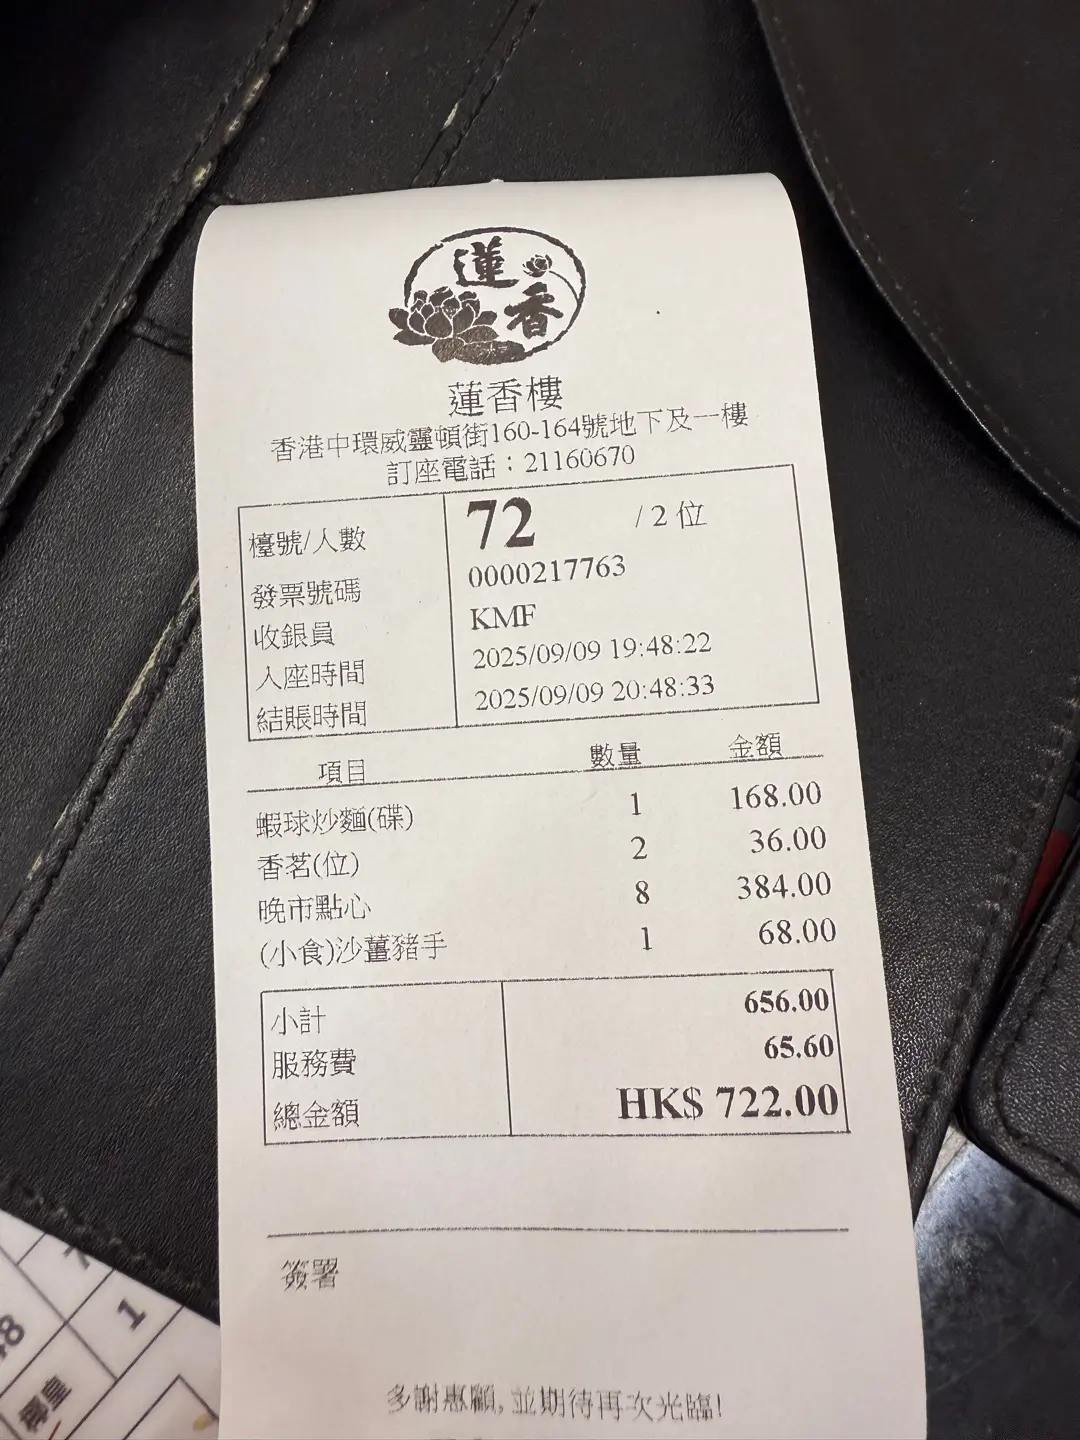 蓮香
蓮香樓
香港中環威靈頓街160-164號地下及一樓
訂座電話：21160670
檯號/人數 72 / 2 位
發票號碼 0000217763
收銀員 KMF
入座時間 2025/09/09 19:48:22
結賬時間 2025/09/09 20:48:33
項目 數量 金額
蝦球炒麵(碟) 1 168.00
香茗(位) 2 36.00
晚市點心 8 384.00
(小食)沙薑豬手 1 68.00
小計 656.00
服務費 65.60
總金額 HK$ 722.00
簽署
多謝惠顧, 並期待再次光臨!
8
1